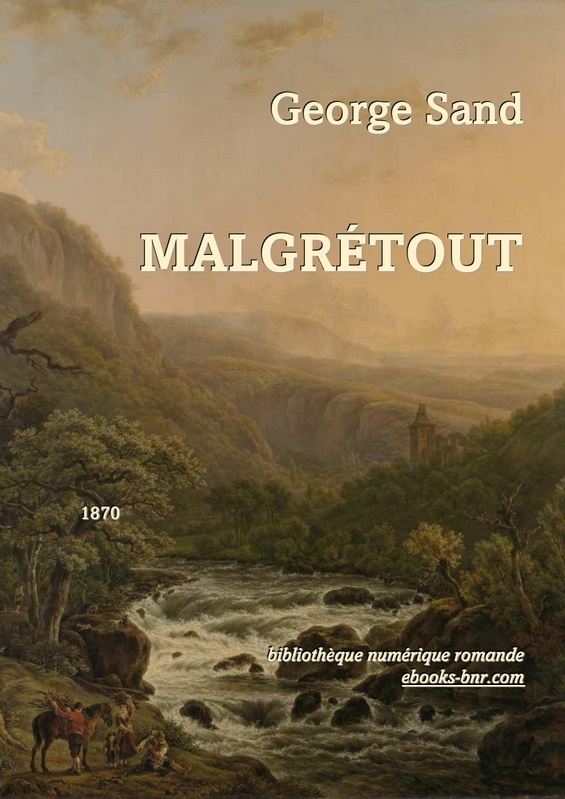 George Sand
MALGRÉTOUT
1870
bibliothèque numérique romande
ebooks-bnr.com